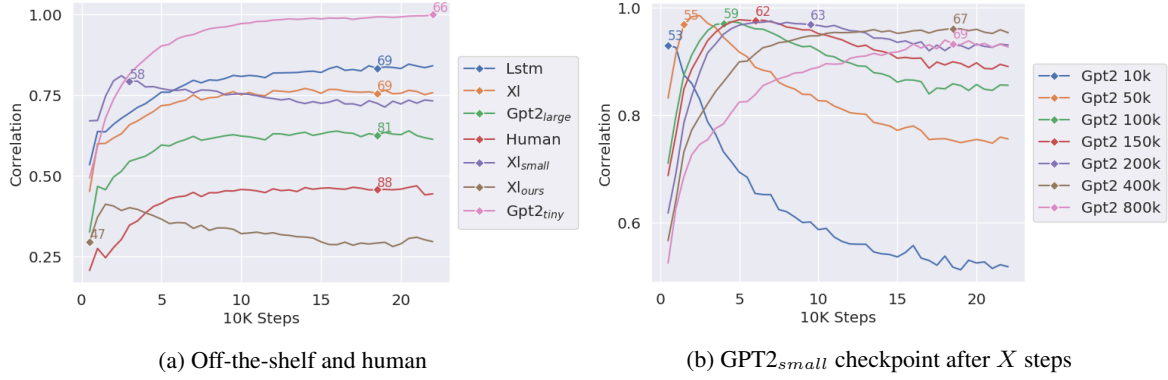 1.00
0.75
0.50
0.25
Correlation
0
5
10
15
20
10K Steps
66
69
58
69
81
88
47
Lstm
Xl
Gpt2large
Human
Xlsmall
Xlours
Gpt2tiny
(a) Off-the-shelf and human
1.0
0.8
0.6
Correlation
0
5
10
15
20
10K Steps
53
55
59
62
63
67
69
Gpt2 10k
Gpt2 50k
Gpt2 100k
Gpt2 150k
Gpt2 200k
Gpt2 400k
Gpt2 800k
(b) GPT2small checkpoint after X steps